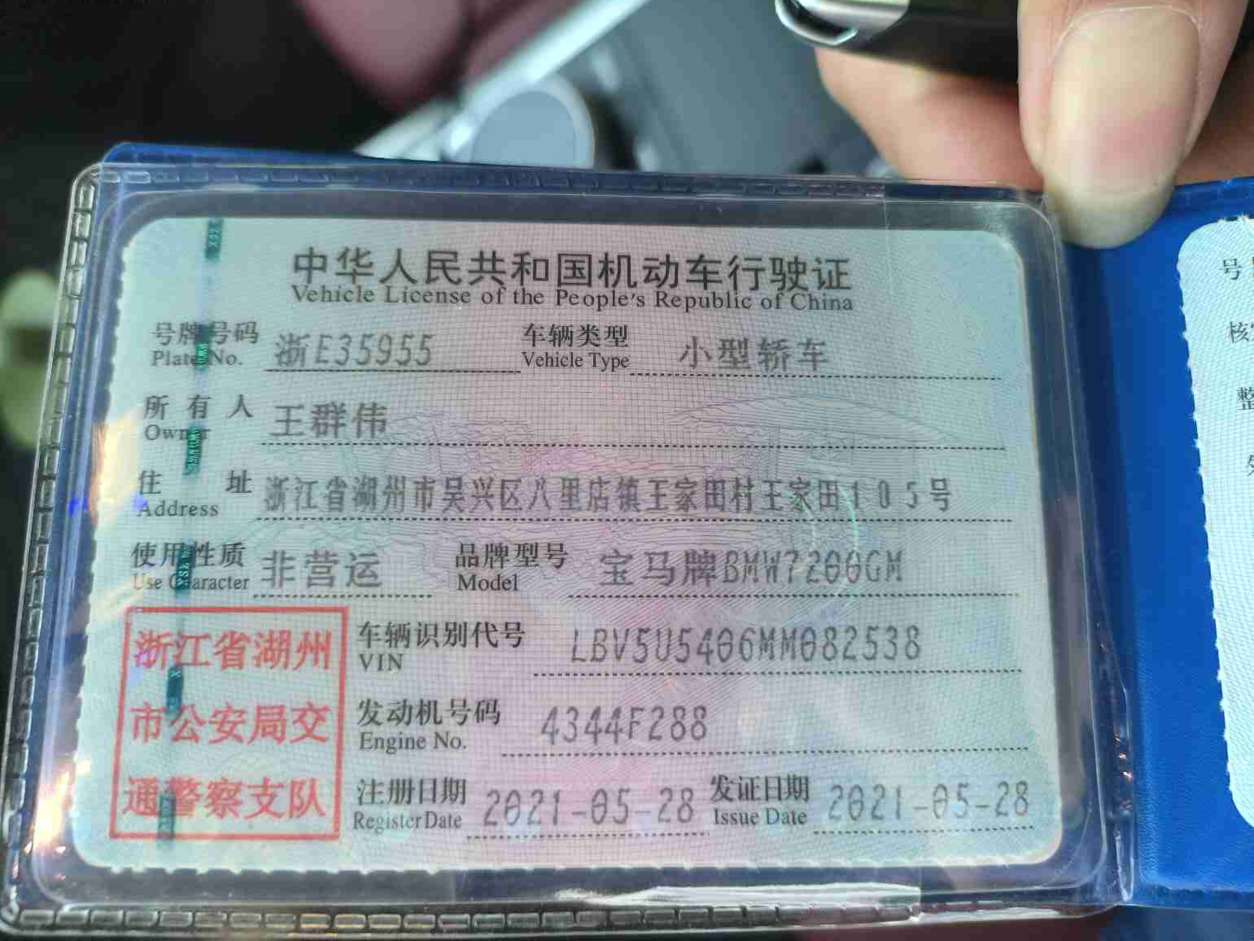 中华人民共和国机动车行驶证
Vehicle License of the People's Republic of China
号牌号码 浙E35955 车辆类型 小型轿车
Plate No. Vehicle Type
所有人 王群伟
Owner
住址 浙江省湖州市吴兴区八里店镇王家田村王家田105号
Address
使用性质 非营运 品牌型号 宝马牌BMW7200GM
Use Character Model
浙江省湖州
市公安局交
通警察支队
车辆识别代号 LBV5U5406MM082538
VIN
发动机号码 4344F288
Engine No.
注册日期 2021-05-28 发证日期 2021-05-28
Register Date Issue Date
号
核
整